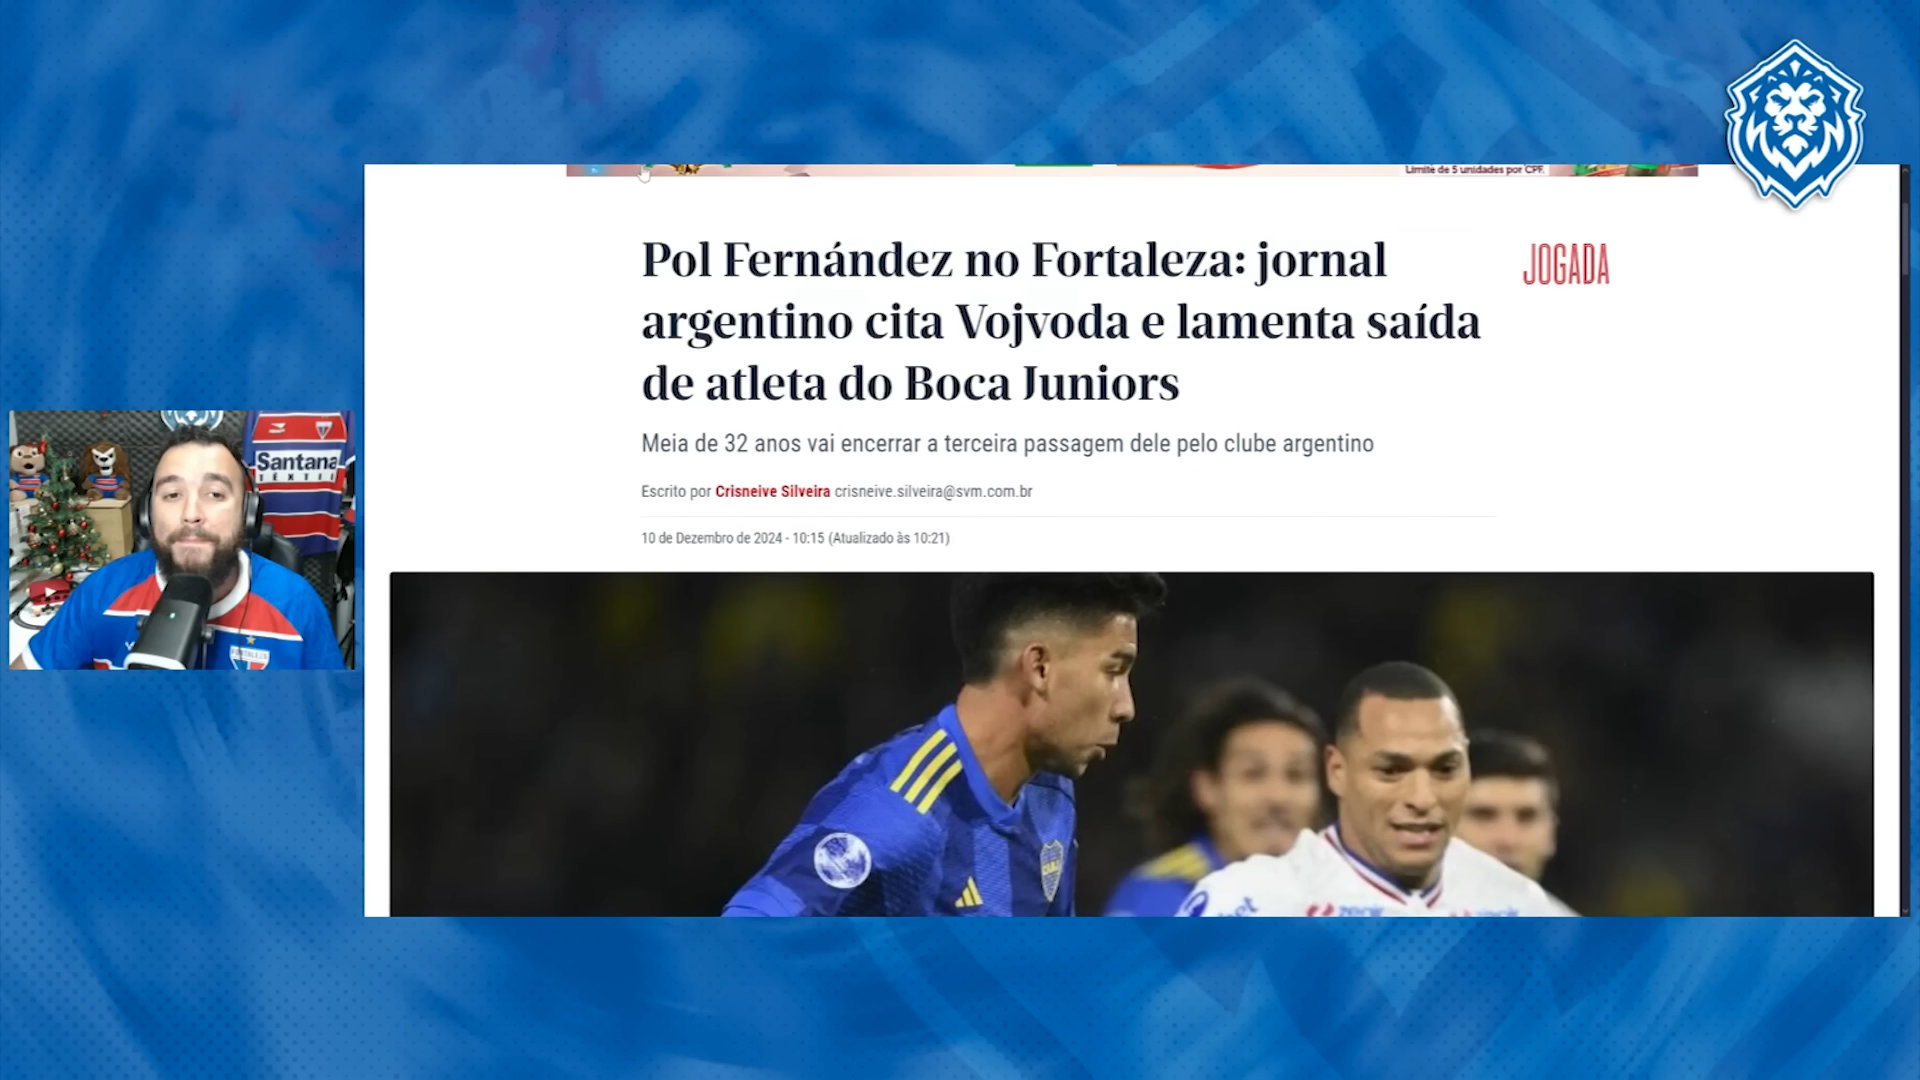 Limite de 5 unidades por CPF.
Pol Fernández no Fortaleza: jornal
argentino cita Vojvoda e lamenta saída
de atleta do Boca Juniors
JOGADA
Meia de 32 anos vai encerrar a terceira passagem dele pelo clube argentino
Escrito por Crisneive Silveira crisneive.silveira@svm.com.br
10 de Dezembro de 2024 - 10:15 (Atualizado às 10:21)
Santana
TÊXTIL
FORTALEZA